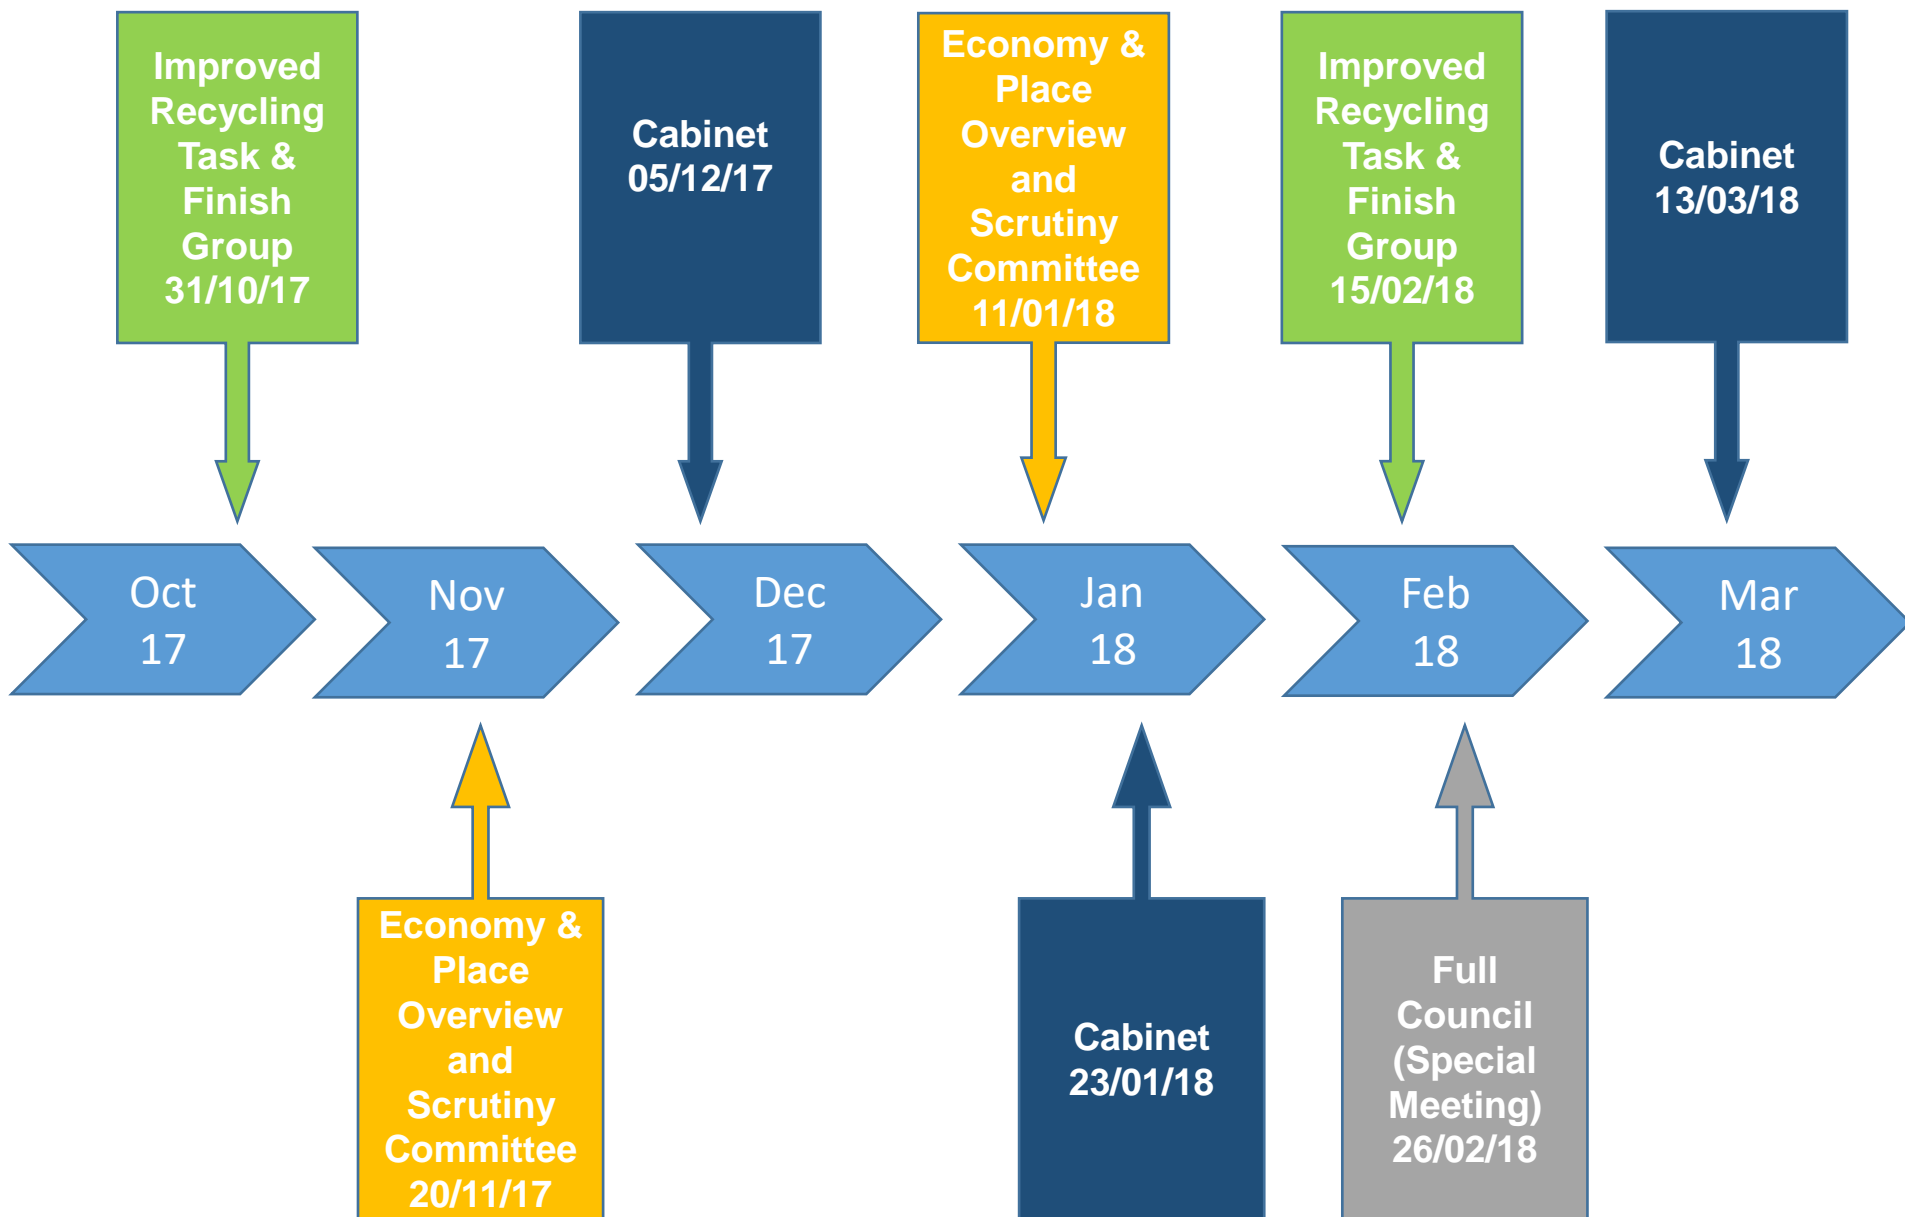 Improved
Recycling
Task &
Finish
Group
31/10/17
Cabinet
05/12/17
Economy &
Place
Overview
and
Scrutiny
Committee
11/01/18
Improved
Recycling
Task &
Finish
Group
15/02/18
Cabinet
13/03/18
Oct
17
Nov
17
Dec
17
Jan
18
Feb
18
Mar
18
Economy &
Place
Overview
and
Scrutiny
Committee
20/11/17
Cabinet
23/01/18
Full
Council
(Special
Meeting)
26/02/18